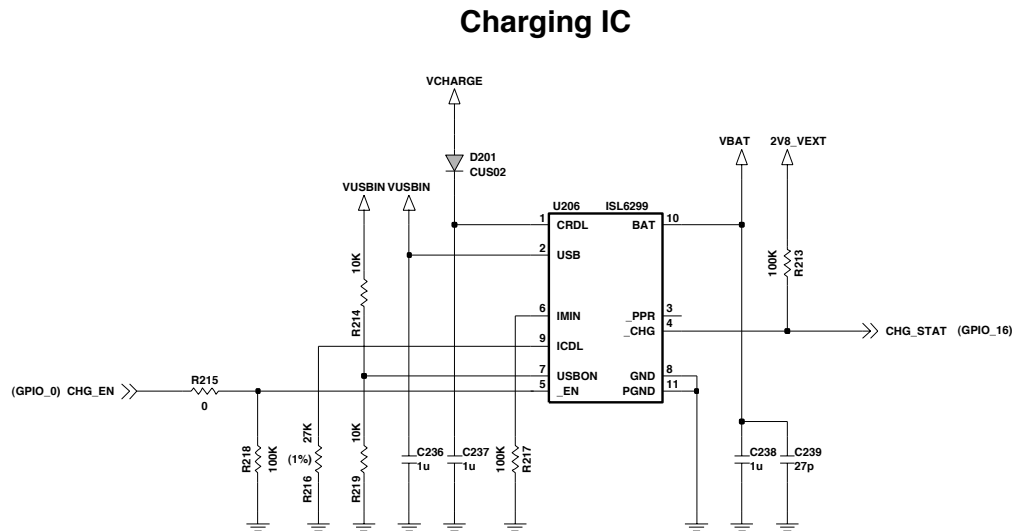 Charging IC
VCHARGE
D201
CUS02
VUSBIN VUSBIN
VBAT
2V8_VEXT
U206 ISL6299
1 CRDL
BAT 10
2 USB
10K
R214
100K
R213
6 IMIN
_PPR 3
_CHG 4
CHG_STAT (GPIO_16)
9 ICDL
7 USBON
GND 8
5 _EN
PGND 11
(GPIO_0) CHG_EN
R215
0
R218
100K
27K
(1%)
R216
10K
R219
C236
1u
C237
1u
100K
R217
C238
1u
C239
27p